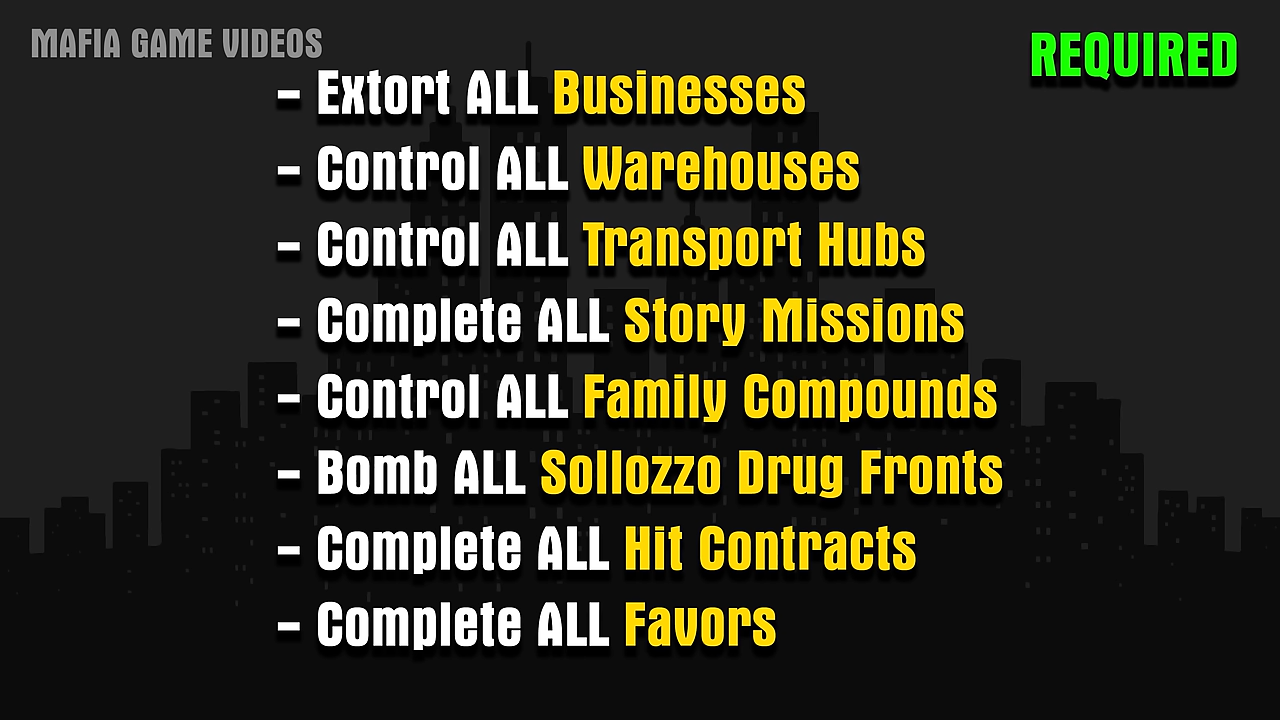 MAFIA GAME VIDEOS
REQUIRED
- Extort ALL Businesses
- Control ALL Warehouses
- Control ALL Transport Hubs
- Complete ALL Story Missions
- Control ALL Family Compounds
- Bomb ALL Sollozzo Drug Fronts
- Complete ALL Hit Contracts
- Complete ALL Favors